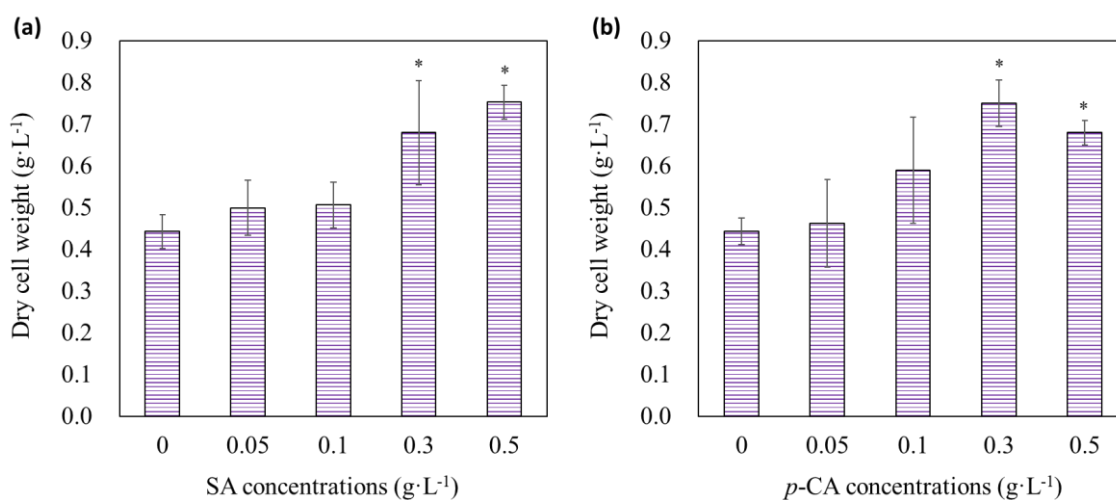 (a)
0.9
0.8
0.7
0.6
0.5
0.4
0.3
0.2
0.1
0.0
Dry cell weight (g·L⁻¹)
* *
0 0.05 0.1 0.3 0.5
SA concentrations (g·L⁻¹)
(b)
0.9
0.8
0.7
0.6
0.5
0.4
0.3
0.2
0.1
0.0
Dry cell weight (g·L⁻¹)
* *
0 0.05 0.1 0.3 0.5
p-CA concentrations (g·L⁻¹)